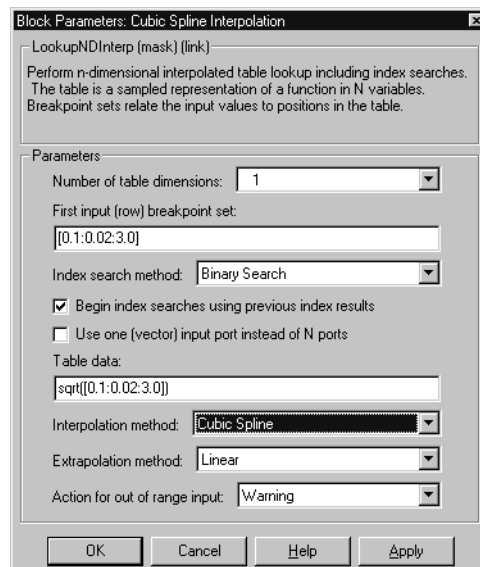 Block Parameters: Cubic Spline Interpolation
LookupNDInterp (mask) (link)
Perform n-dimensional interpolated table lookup including index searches.
The table is a sampled representation of a function in N variables.
Breakpoint sets relate the input values to positions in the table.
Parameters
Number of table dimensions: 1
First input (row) breakpoint set:
[0.1:0.02:3.0]
Index search method: Binary Search
Begin index searches using previous index results
Use one (vector) input port instead of N ports
Table data:
sqrt([0.1:0.02:3.0])
Interpolation method: Cubic Spline
Extrapolation method: Linear
Action for out of range input: Warning
OK Cancel Help Apply